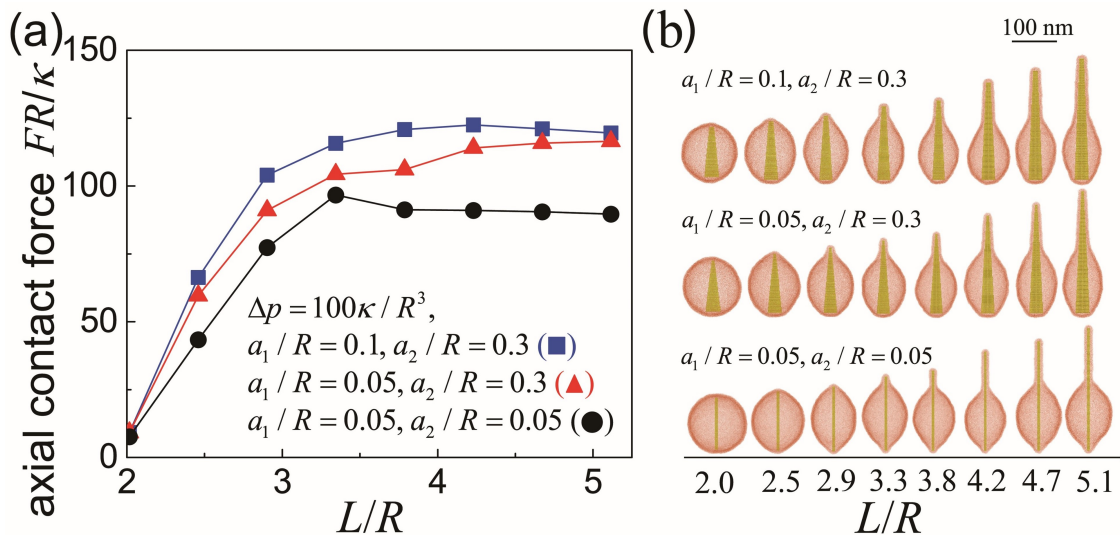 (a)
150
100
50
0
axial contact force FR/κ
Δp = 100κ / R³,
a₁ / R = 0.1, a₂ / R = 0.3 (■)
a₁ / R = 0.05, a₂ / R = 0.3 (▲)
a₁ / R = 0.05, a₂ / R = 0.05 (●)
2 3 4 5
L/R
(b)
100 nm
a₁ / R = 0.1, a₂ / R = 0.3
a₁ / R = 0.05, a₂ / R = 0.3
a₁ / R = 0.05, a₂ / R = 0.05
2.0 2.5 2.9 3.3 3.8 4.2 4.7 5.1
L/R